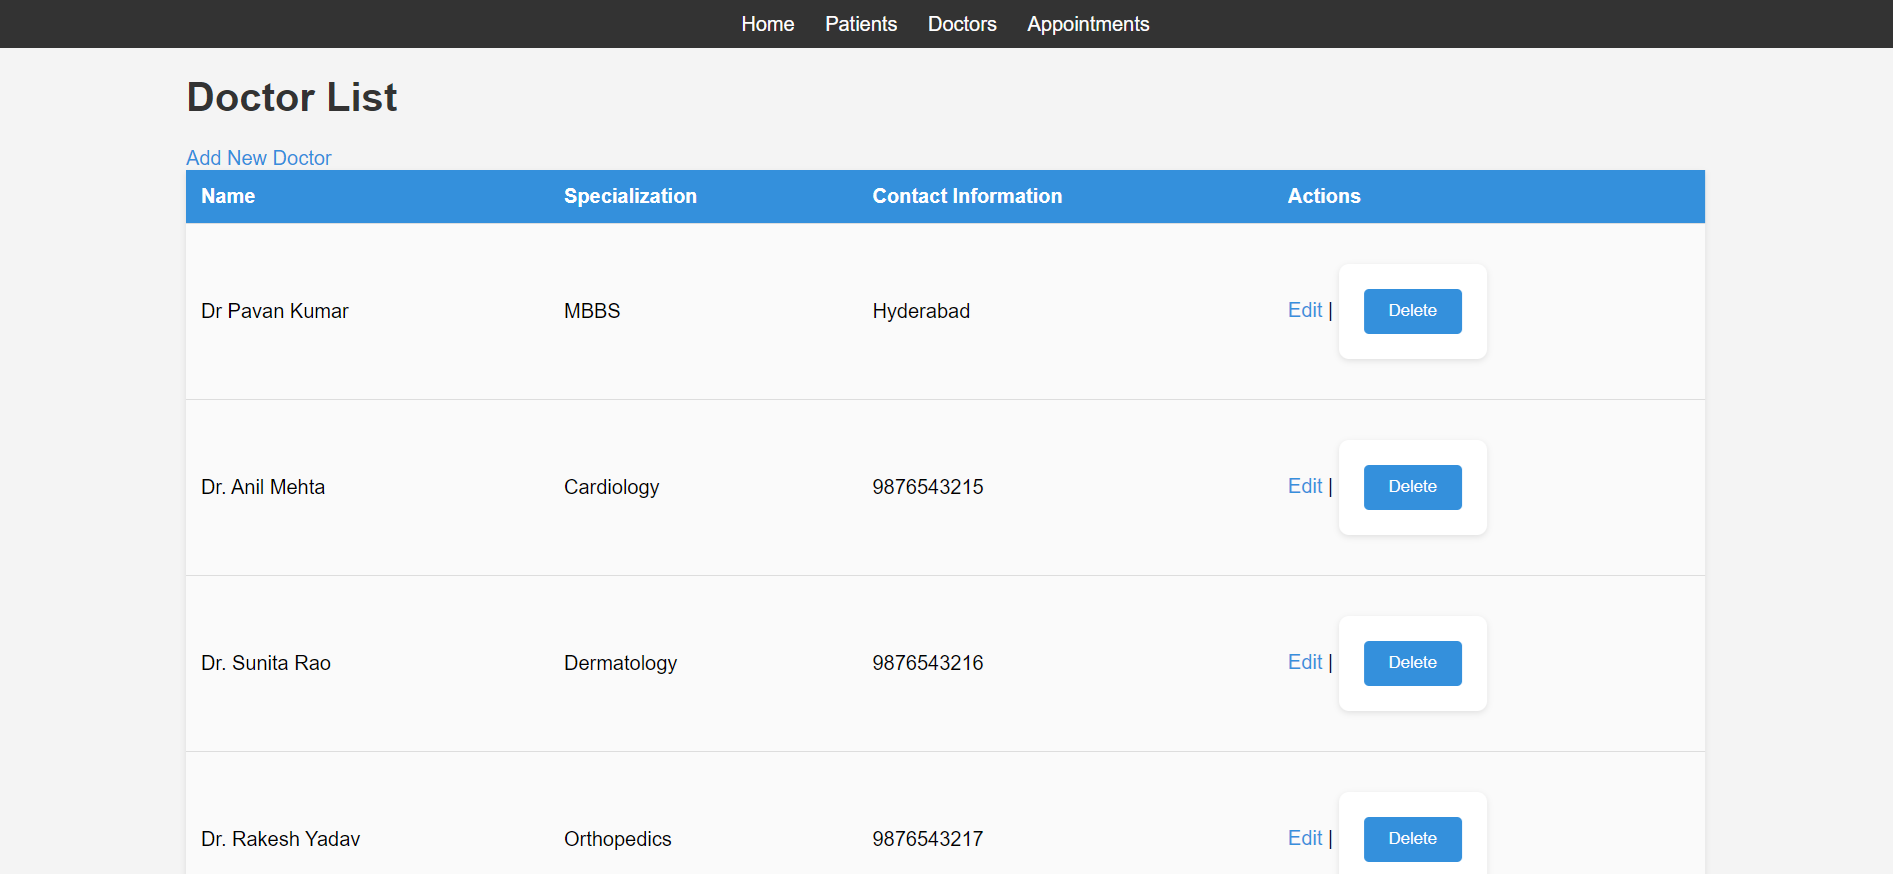 Home Patients Doctors Appointments
Doctor List
Add New Doctor
Name Specialization Contact Information Actions
Dr Pavan Kumar MBBS Hyderabad Edit | Delete
Dr. Anil Mehta Cardiology 9876543215 Edit | Delete
Dr. Sunita Rao Dermatology 9876543216 Edit | Delete
Dr. Rakesh Yadav Orthopedics 9876543217 Edit | Delete